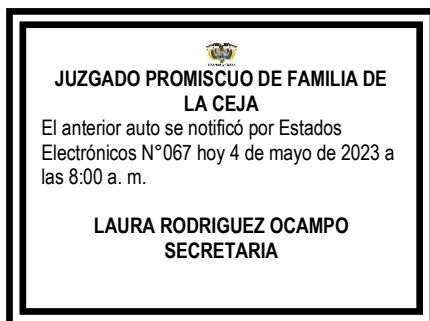 JUZGADO PROMISCUO DE FAMILIA DE
LA CEJA
El anterior auto se notificó por Estados
Electrónicos N°067 hoy 4 de mayo de 2023 a
las 8:00 a. m.
LAURA RODRIGUEZ OCAMPO
SECRETARIA